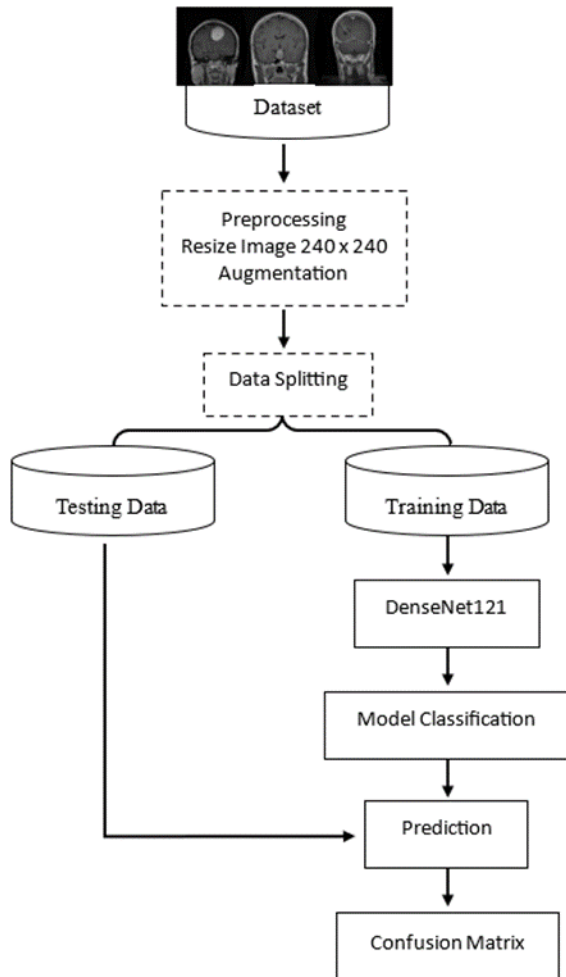 Dataset
Preprocessing
Resize Image 240 x 240
Augmentation
Data Splitting
Testing Data
Training Data
DenseNet121
Model Classification
Prediction
Confusion Matrix